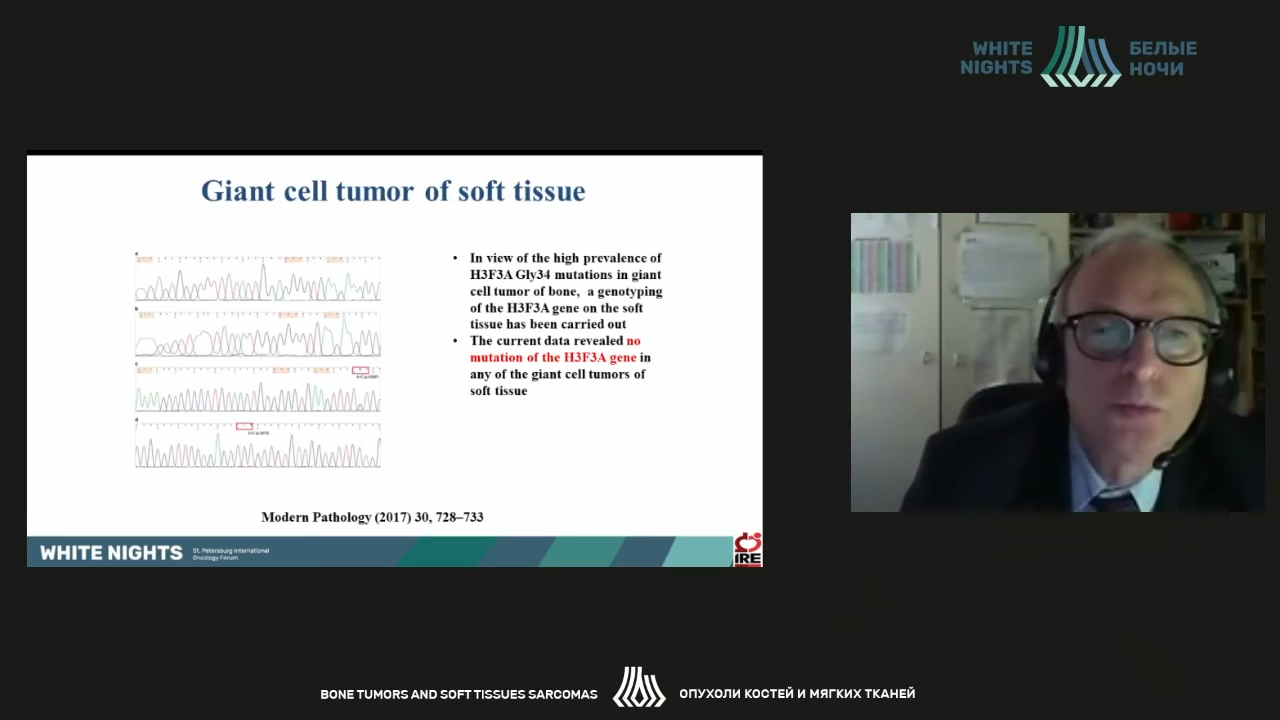 WHITE
NIGHTS
БЕЛЫЕ
НОЧИ
Giant cell tumor of soft tissue
• In view of the high prevalence of
H3F3A Gly34 mutations in giant
cell tumor of bone, a genotyping
of the H3F3A gene on the soft
tissue has been carried out
• The current data revealed no
mutation of the H3F3A gene in
any of the giant cell tumors of
soft tissue
Modern Pathology (2017) 30, 728–733
WHITE NIGHTS
St. Petersburg International
Oncology Forum
IRE
BONE TUMORS AND SOFT TISSUES SARCOMAS
ОПУХОЛИ КОСТЕЙ И МЯГКИХ ТКАНЕЙ